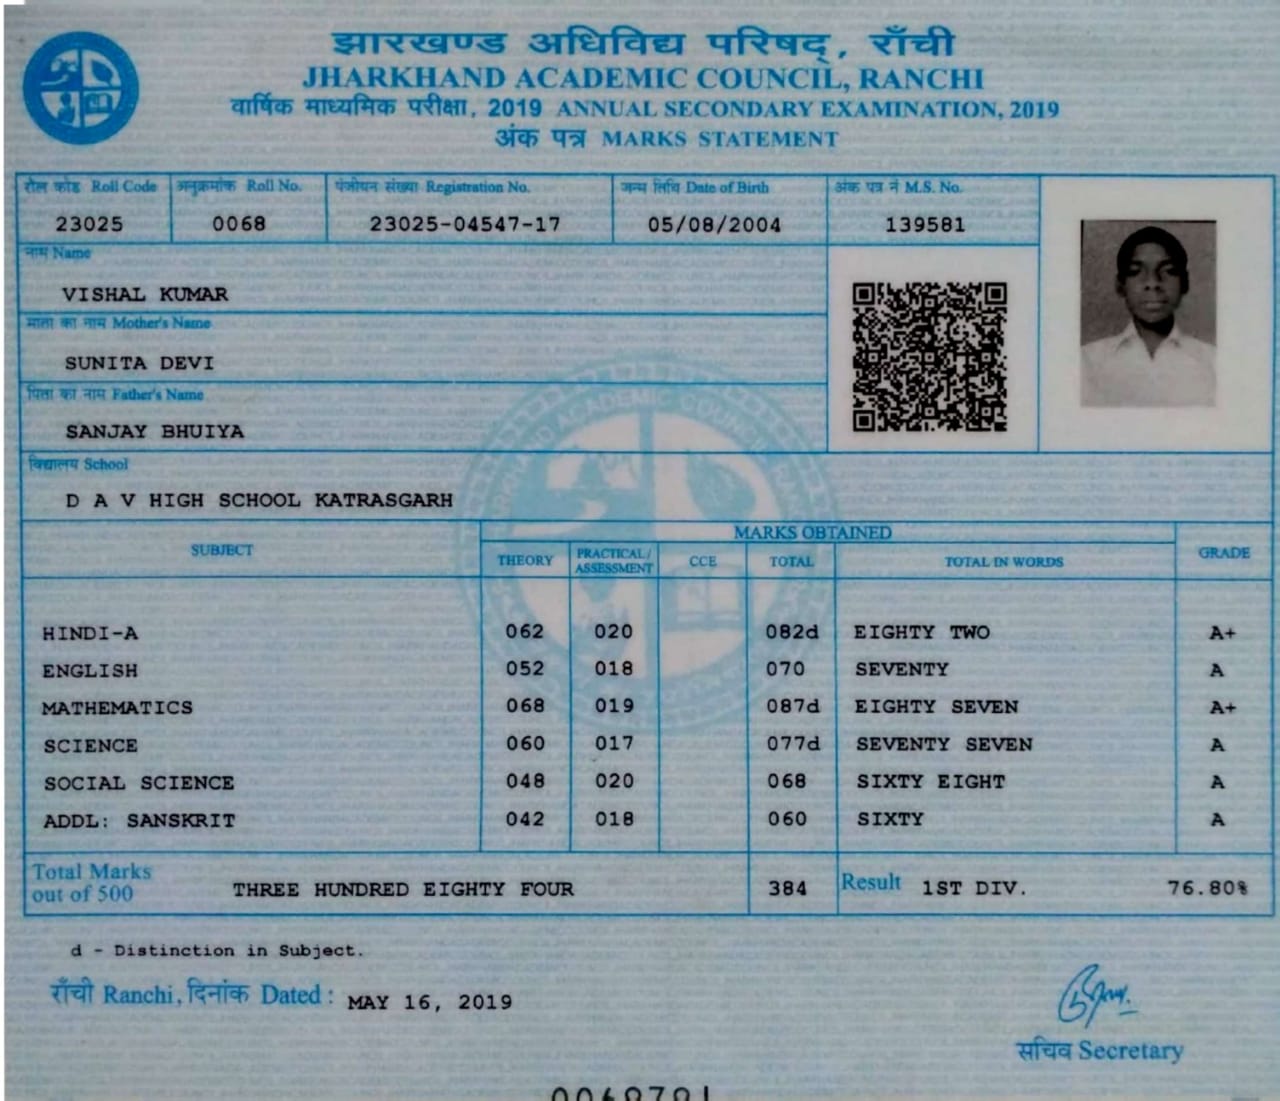 झारखण्ड अधिविद्य परिषद्, राँची
JHARKHAND ACADEMIC COUNCIL, RANCHI
वार्षिक माध्यमिक परीक्षा, 2019 ANNUAL SECONDARY EXAMINATION, 2019
अंक पत्र MARKS STATEMENT
रोल कोड Roll Code अनुक्रमांक Roll No. पंजीयन संख्या Registration No. जन्म तिथि Date of Birth अंक पत्र नं M.S. No.
23025 0068 23025-04547-17 05/08/2004 139581
नाम Name
VISHAL KUMAR
माता का नाम Mother's Name
SUNITA DEVI
पिता का नाम Father's Name
SANJAY BHUIYA
विद्यालय School
D A V HIGH SCHOOL KATRASGARH
SUBJECT MARKS OBTAINED GRADE
THEORY PRACTICAL/ ASSESSMENT CCE TOTAL TOTAL IN WORDS
HINDI-A 062 020 082d EIGHTY TWO A+
ENGLISH 052 018 070 SEVENTY A
MATHEMATICS 068 019 087d EIGHTY SEVEN A+
SCIENCE 060 017 077d SEVENTY SEVEN A
SOCIAL SCIENCE 048 020 068 SIXTY EIGHT A
ADDL: SANSKRIT 042 018 060 SIXTY A
Total Marks
out of 500 THREE HUNDRED EIGHTY FOUR 384 Result 1ST DIV. 76.80%
d - Distinction in Subject.
राँची Ranchi, दिनांक Dated : MAY 16, 2019
सचिव Secretary